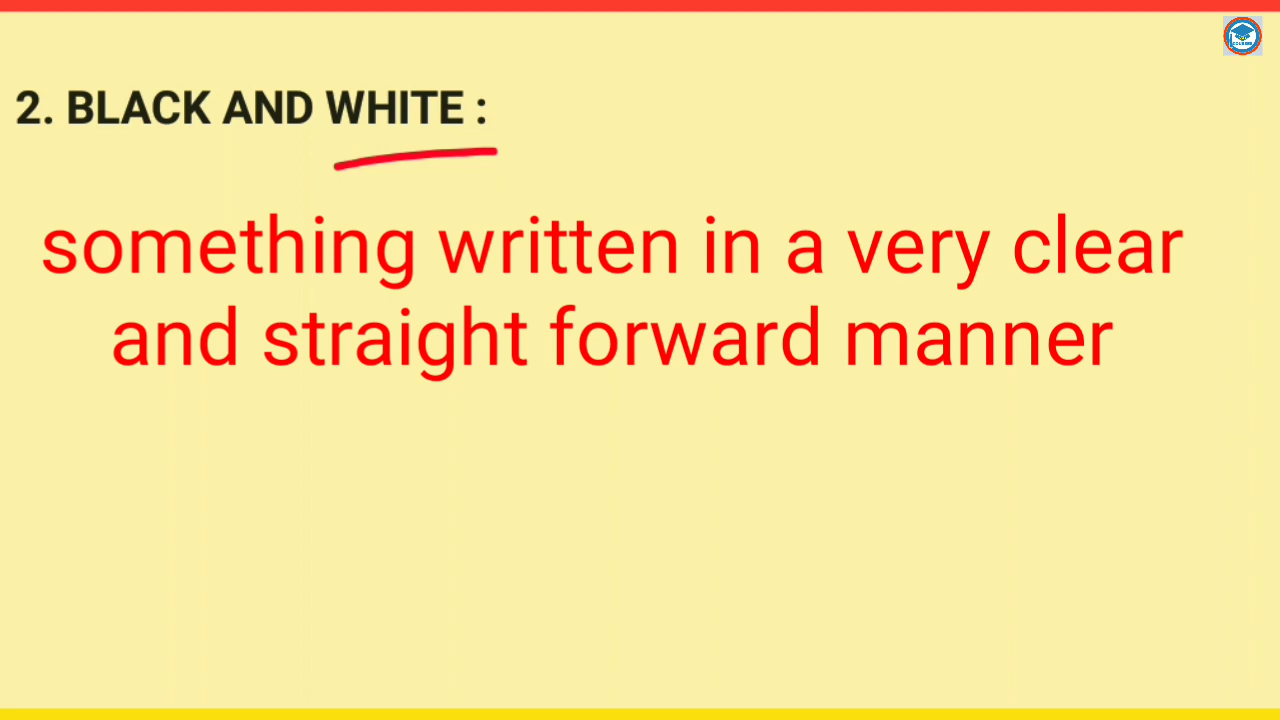 2. BLACK AND WHITE :
something written in a very clear
and straight forward manner